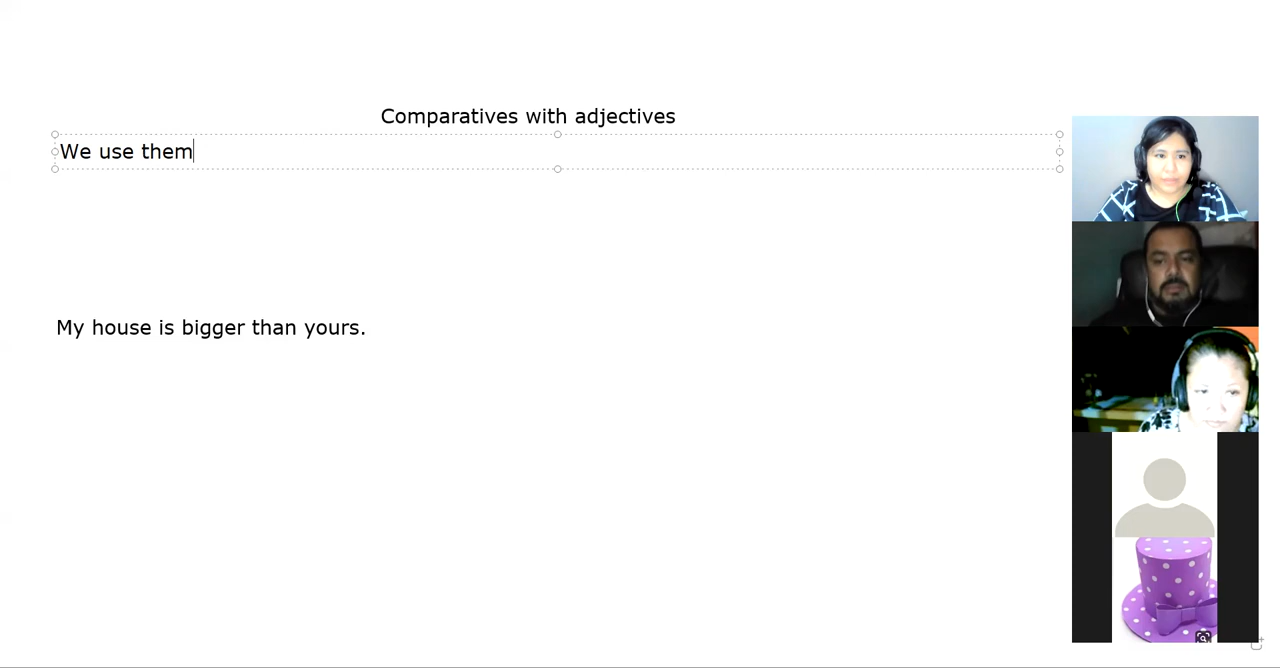 Comparatives with adjectives
We use them
My house is bigger than yours.